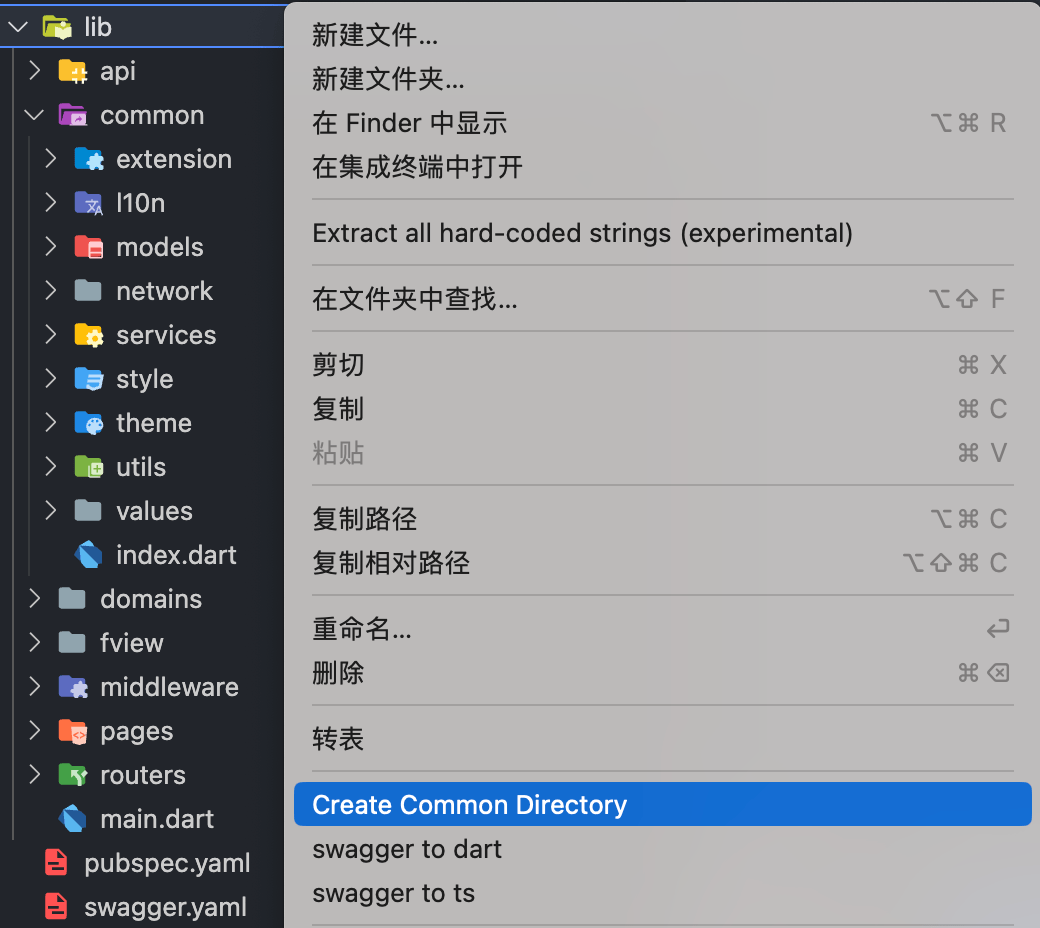 lib
api
common
extension
l10n
models
network
services
style
theme
utils
values
index.dart
domains
fview
middleware
pages
routers
main.dart
pubspec.yaml
swagger.yaml
新建文件...
新建文件夹...
在 Finder 中显示 ⌥⌘ R
在集成终端中打开
Extract all hard-coded strings (experimental)
在文件夹中查找... ⌥⇧ F
剪切 ⌘ X
复制 ⌘ C
粘贴 ⌘ V
复制路径 ⌥⌘ C
复制相对路径 ⌥⇧⌘ C
重命名... ↩
删除 ⌘⌫
转表
Create Common Directory
swagger to dart
swagger to ts